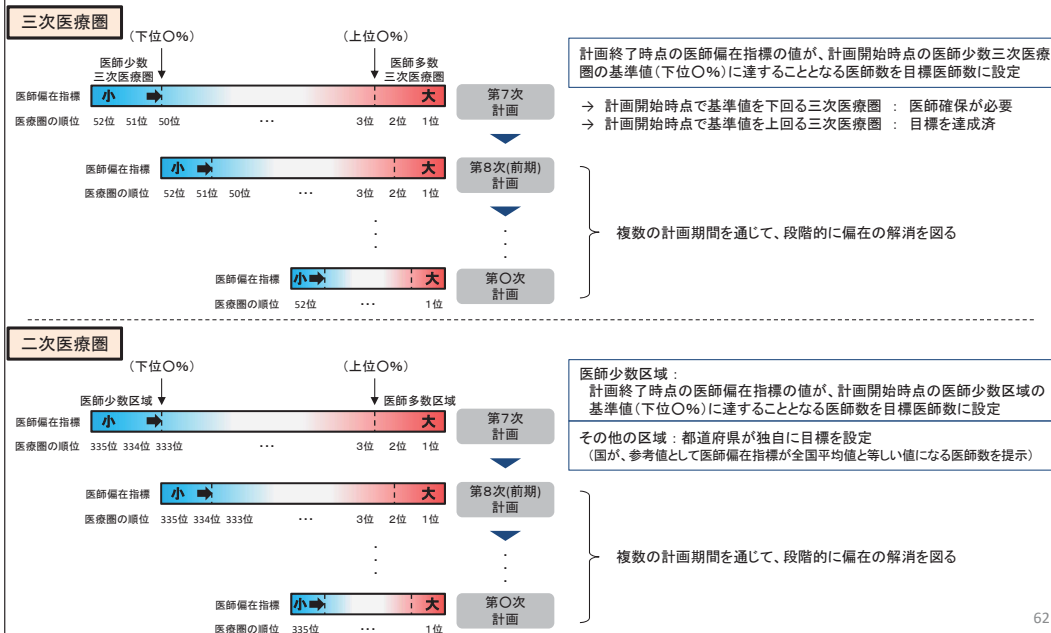 三次医療圏
(下位〇%)
(上位〇%)
医師少数
三次医療圏
医師多数
三次医療圏
医師偏在指標
小
大
医療圏の順位
52位 51位 50位 … 3位 2位 1位
第7次
計画
医師偏在指標
小
大
医療圏の順位
52位 51位 50位 … 3位 2位 1位
第8次(前期)
計画
医師偏在指標
小
大
医療圏の順位
52位 … 1位
第〇次
計画
計画終了時点の医師偏在指標の値が、計画開始時点の医師少数三次医療
圏の基準値(下位〇%)に達することとなる医師数を目標医師数に設定
→ 計画開始時点で基準値を下回る三次医療圏 : 医師確保が必要
→ 計画開始時点で基準値を上回る三次医療圏 : 目標を達成済
複数の計画期間を通じて、段階的に偏在の解消を図る
二次医療圏
(下位〇%)
(上位〇%)
医師少数区域
医師多数区域
医師偏在指標
小
大
医療圏の順位
335位 334位 333位 … 3位 2位 1位
第7次
計画
医師偏在指標
小
大
医療圏の順位
335位 334位 333位 … 3位 2位 1位
第8次(前期)
計画
医師偏在指標
小
大
医療圏の順位
335位 … 1位
第〇次
計画
医師少数区域 :
計画終了時点の医師偏在指標の値が、計画開始時点の医師少数区域の
基準値(下位〇%)に達することとなる医師数を目標医師数に設定
その他の区域 : 都道府県が独自に目標を設定
(国が、参考値として医師偏在指標が全国平均値と等しい値になる医師数を提示)
複数の計画期間を通じて、段階的に偏在の解消を図る
62